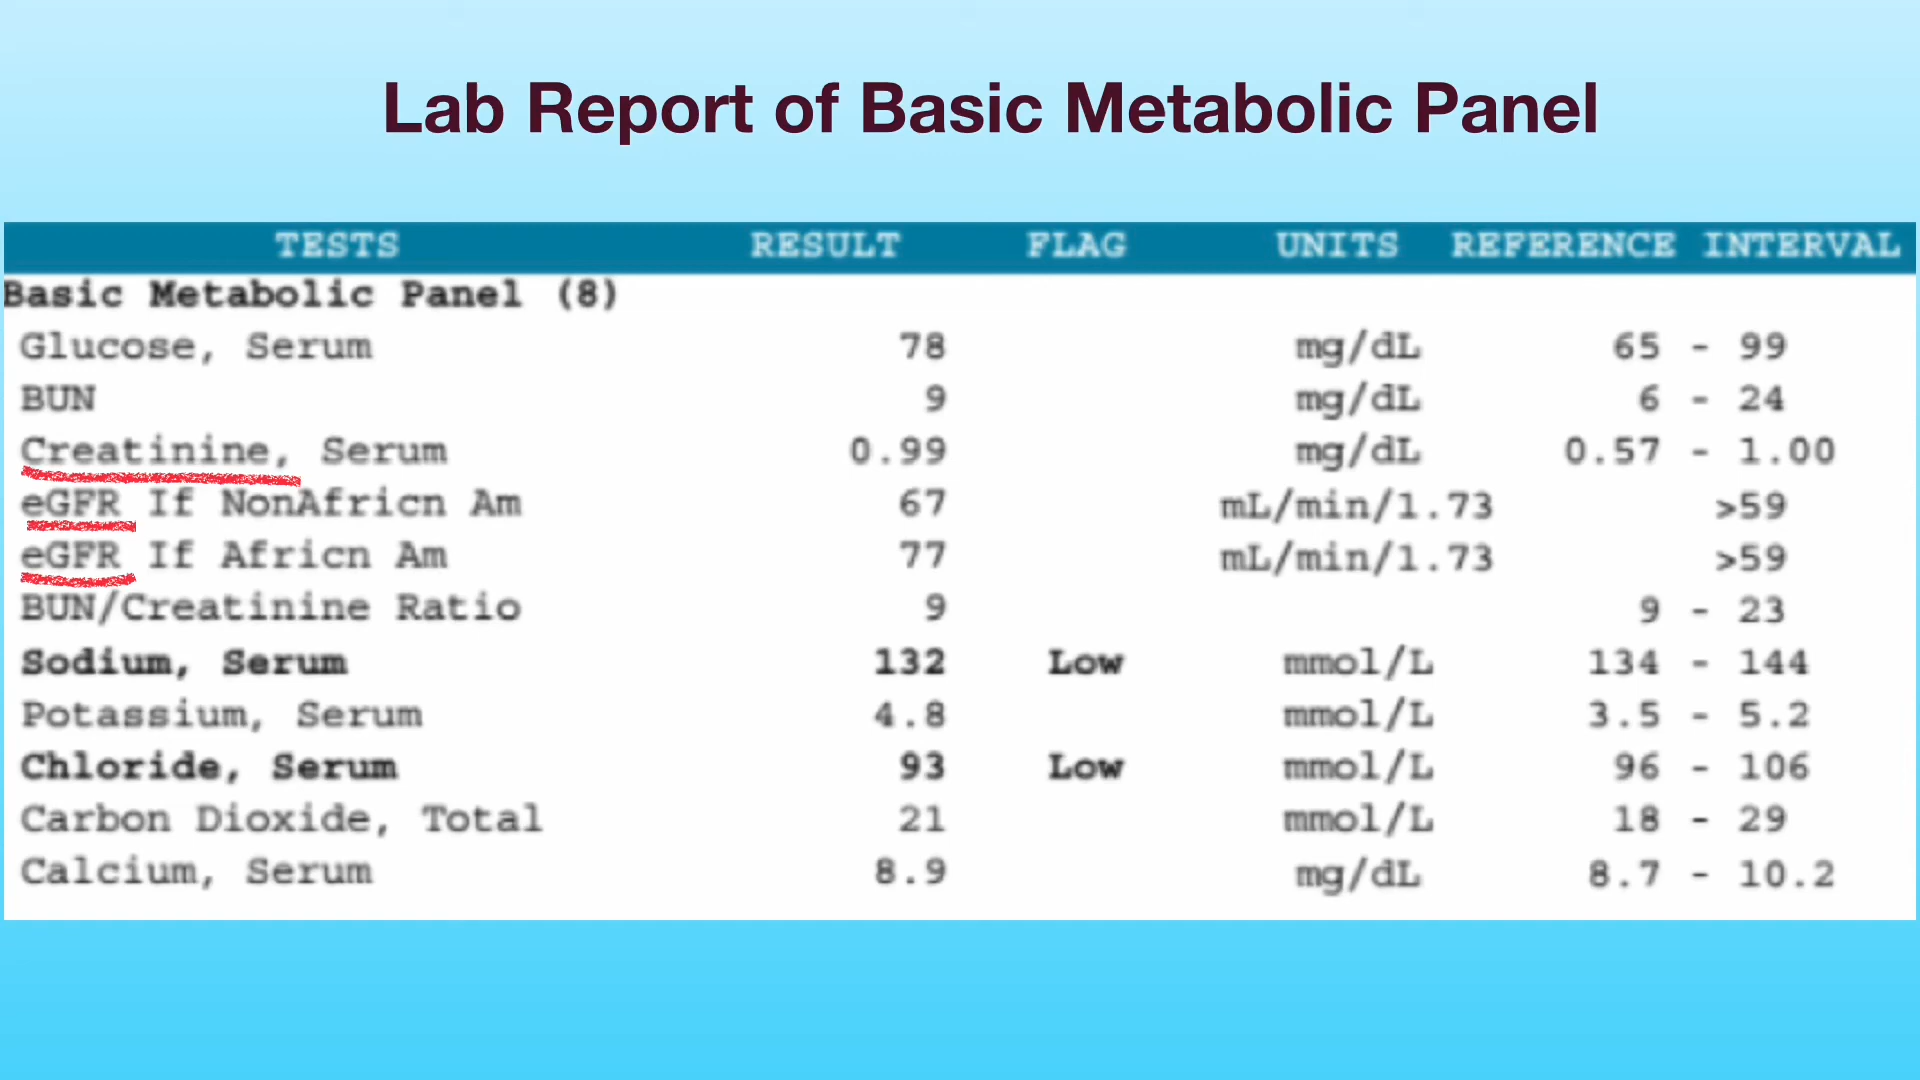 Lab Report of Basic Metabolic Panel
TESTS RESULT FLAG UNITS REFERENCE INTERVAL
Basic Metabolic Panel (8)
Glucose, Serum 78 mg/dL 65 - 99
BUN 9 mg/dL 6 - 24
Creatinine, Serum 0.99 mg/dL 0.57 - 1.00
eGFR If NonAfricn Am 67 mL/min/1.73 >59
eGFR If Africn Am 77 mL/min/1.73 >59
BUN/Creatinine Ratio 9 9 - 23
Sodium, Serum 132 Low mmol/L 134 - 144
Potassium, Serum 4.8 mmol/L 3.5 - 5.2
Chloride, Serum 93 Low mmol/L 96 - 106
Carbon Dioxide, Total 21 mmol/L 18 - 29
Calcium, Serum 8.9 mg/dL 8.7 - 10.2